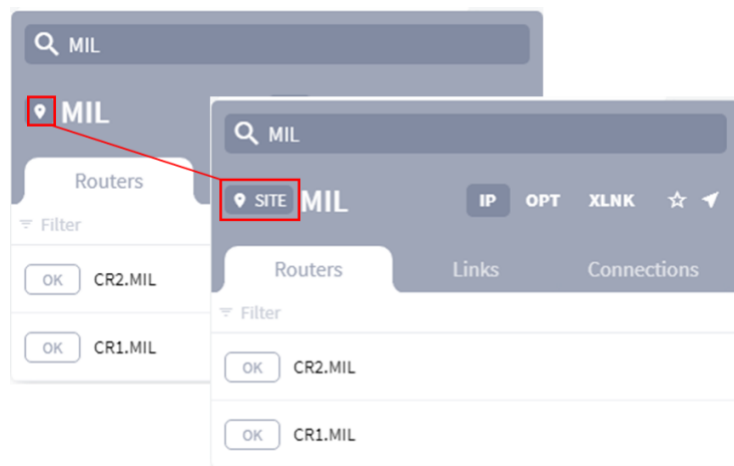 MIL
MIL
Routers
Filter
OK CR2.MIL
OK CR1.MIL
MIL
SITE MIL IP OPT XLNK
Routers Links Connections
Filter
OK CR2.MIL
OK CR1.MIL